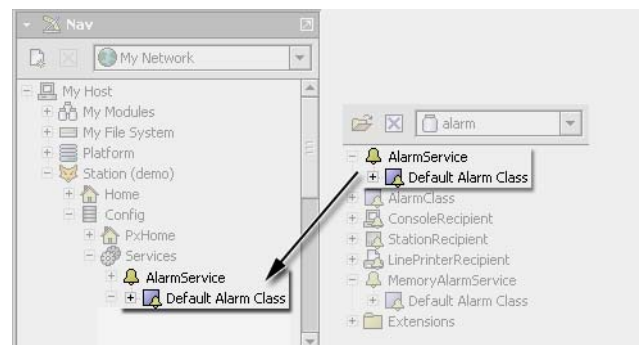 Nav
My Network
My Host
My Modules
My File System
Platform
Station (demo)
Home
Config
PxHome
Services
AlarmService
Default Alarm Class
alarm
AlarmService
Default Alarm Class
AlarmClass
ConsoleRecipient
StationRecipient
LinePrinterRecipient
MemoryAlarmService
Default Alarm Class
Extensions